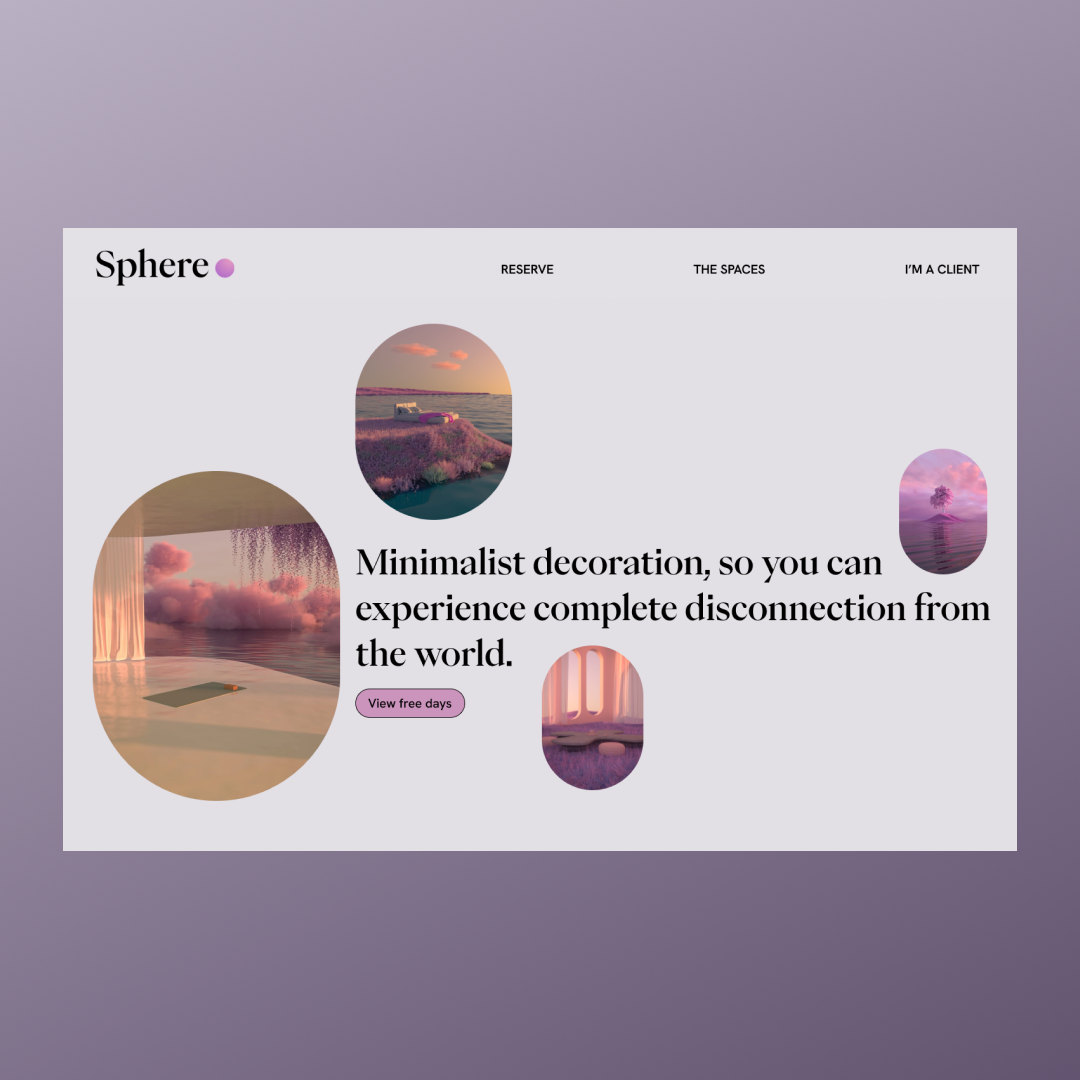 Sphere
RESERVE
THE SPACES
I'M A CLIENT
Minimalist decoration, so you can
experience complete disconnection from
the world.
View free days